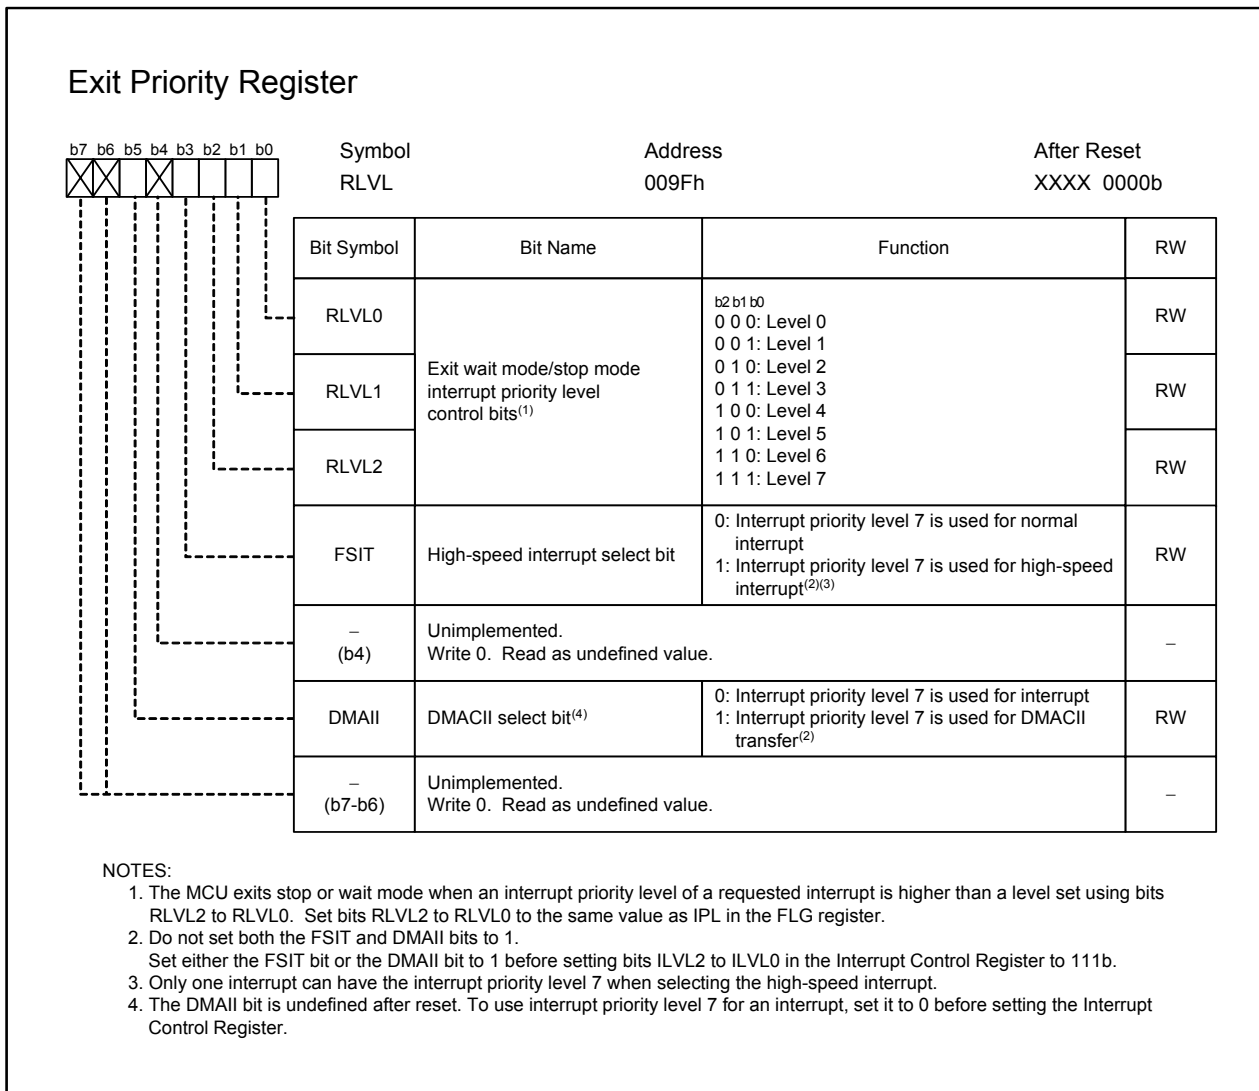 Exit Priority Register
b7 b6 b5 b4 b3 b2 b1 b0
Symbol Address After Reset
RLVL 009Fh XXXX 0000b
Bit Symbol Bit Name Function RW
RLVL0 RW
RLVL1 RW
RLVL2 RW
Exit wait mode/stop mode
interrupt priority level
control bits(1)
b2 b1 b0
0 0 0: Level 0
0 0 1: Level 1
0 1 0: Level 2
0 1 1: Level 3
1 0 0: Level 4
1 0 1: Level 5
1 1 0: Level 6
1 1 1: Level 7
FSIT High-speed interrupt select bit RW
0: Interrupt priority level 7 is used for normal
interrupt
1: Interrupt priority level 7 is used for high-speed
interrupt(2)(3)
–
(b4)
Unimplemented.
Write 0. Read as undefined value.
–
DMAII DMACII select bit(4) RW
0: Interrupt priority level 7 is used for interrupt
1: Interrupt priority level 7 is used for DMACII
transfer(2)
–
(b7-b6)
Unimplemented.
Write 0. Read as undefined value.
–
NOTES:
1. The MCU exits stop or wait mode when an interrupt priority level of a requested interrupt is higher than a level set using bits
RLVL2 to RLVL0. Set bits RLVL2 to RLVL0 to the same value as IPL in the FLG register.
2. Do not set both the FSIT and DMAII bits to 1.
Set either the FSIT bit or the DMAII bit to 1 before setting bits ILVL2 to ILVL0 in the Interrupt Control Register to 111b.
3. Only one interrupt can have the interrupt priority level 7 when selecting the high-speed interrupt.
4. The DMAII bit is undefined after reset. To use interrupt priority level 7 for an interrupt, set it to 0 before setting the Interrupt
Control Register.